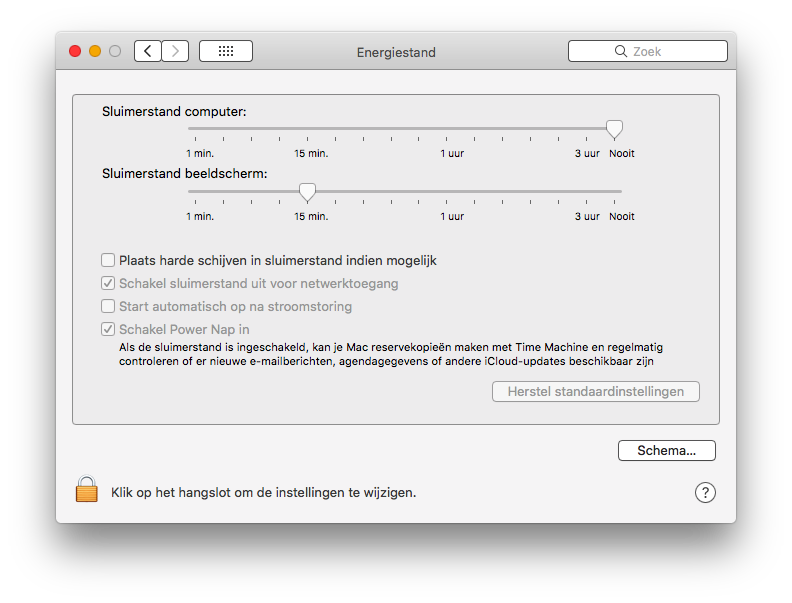 Energiestand
Zoek
Sluimerstand computer:
1 min. 15 min. 1 uur 3 uur Nooit
Sluimerstand beeldscherm:
1 min. 15 min. 1 uur 3 uur Nooit
Plaats harde schijven in sluimerstand indien mogelijk
Schakel sluimerstand uit voor netwerktoegang
Start automatisch op na stroomstoring
Schakel Power Nap in
Als de sluimerstand is ingeschakeld, kan je Mac reservekopieën maken met Time Machine en regelmatig
controleren of er nieuwe e-mailberichten, agendagegevens of andere iCloud-updates beschikbaar zijn
Herstel standaardinstellingen
Schema...
Klik op het hangslot om de instellingen te wijzigen.
?